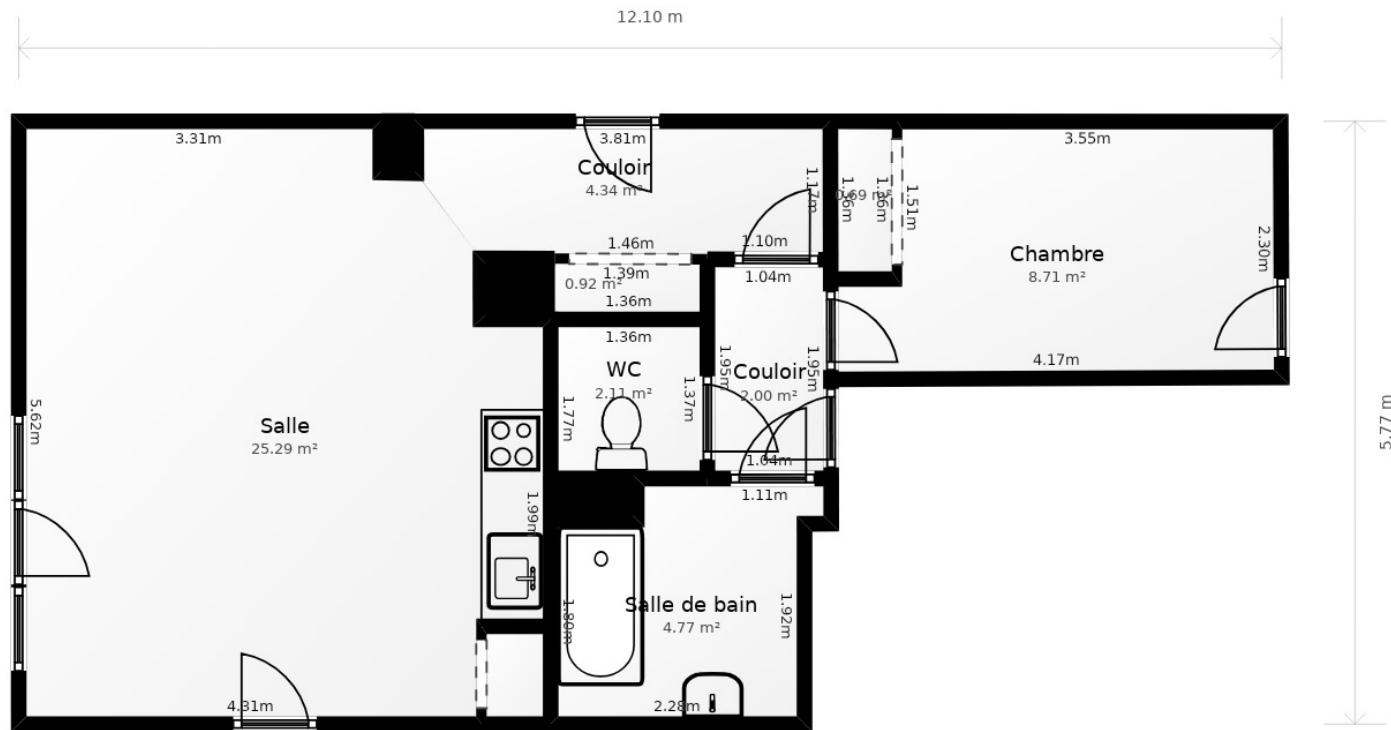 12.10 m
3.31m
3.81m
3.55m
Couloir
4.34 m²
1.17m
1.51m
1.10m
1.46m
Chambre
8.71 m²
2.30m
1.39m
0.92 m²
1.36m
1.04m
1.36m
WC
2.11 m²
1.37m
1.77m
1.95m
Couloir
2.00 m²
1.95m
4.17m
5.62m
Salle
25.29 m²
5.77 m
1.04m
1.11m
1.99m
Salle de bain
4.77 m²
1.80m
1.92m
4.31m
2.28m